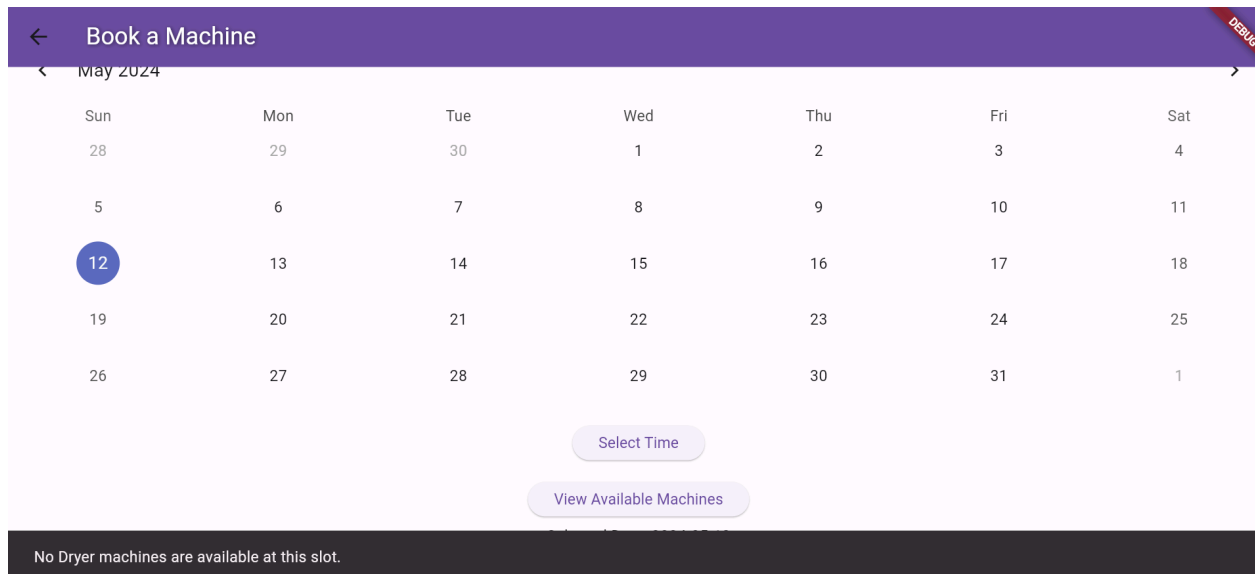 Book a Machine
DEBUG
May 2024
Sun Mon Tue Wed Thu Fri Sat
28 29 30 1 2 3 4
5 6 7 8 9 10 11
12 13 14 15 16 17 18
19 20 21 22 23 24 25
26 27 28 29 30 31 1
Select Time
View Available Machines
No Dryer machines are available at this slot.